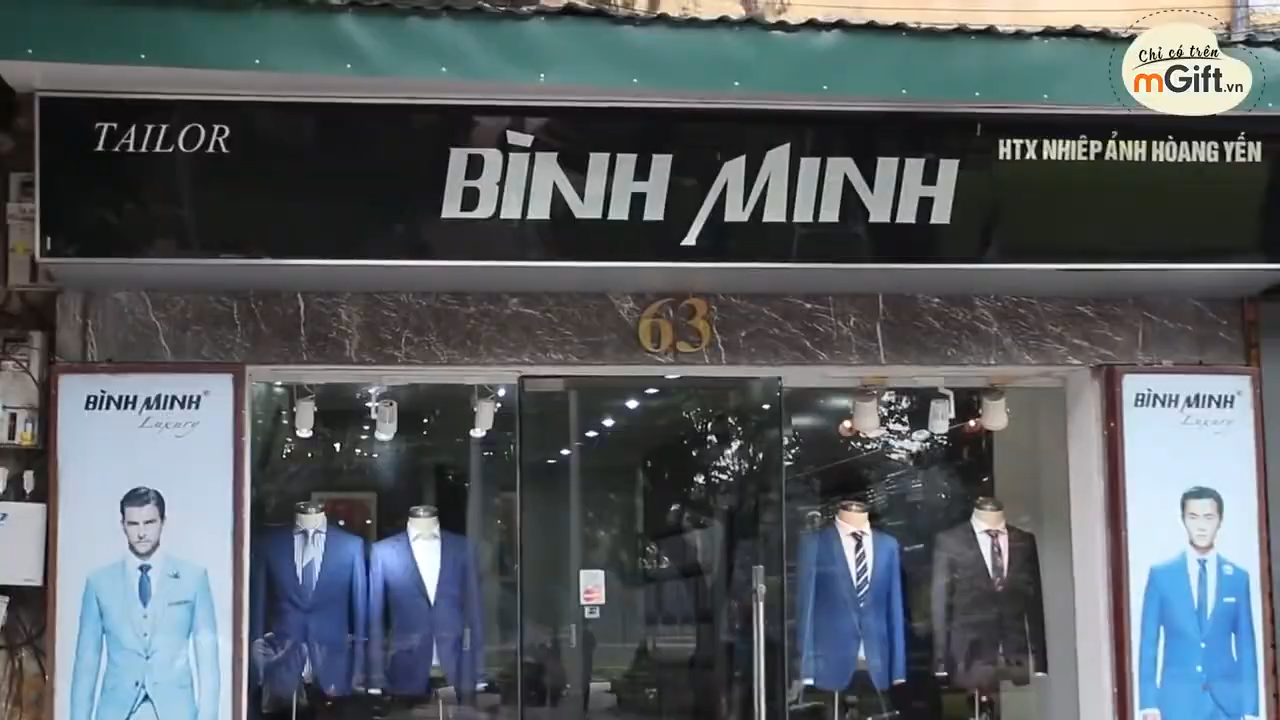 Chỉ có trên
mGift.vn
TAILOR
BÌNH MINH
HTX NHIẾP ẢNH HÒANG YẾN
63
BÌNH MINH®
Luxury
BÌNH MINH®
Luxury